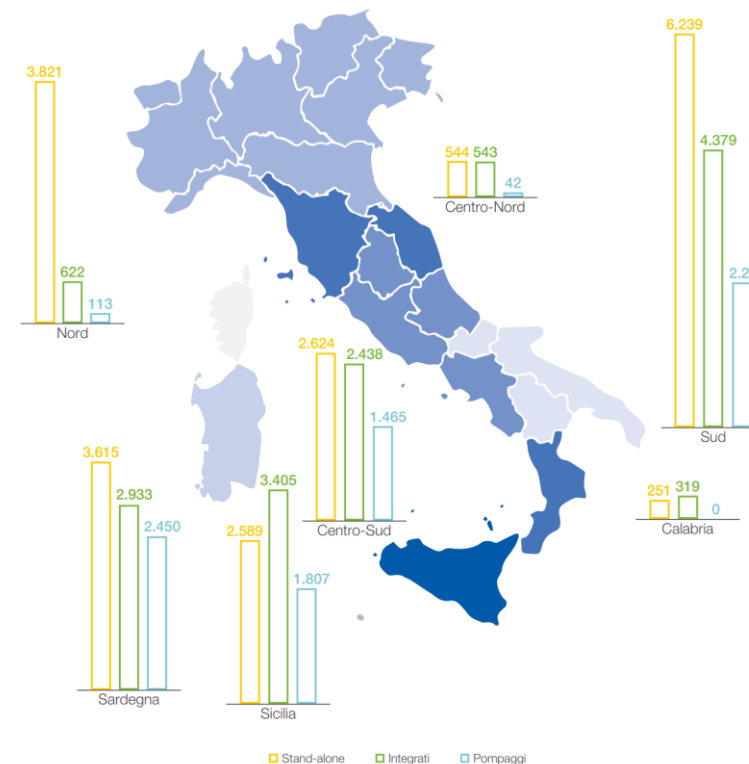 6.239
3.821
4.379
544 543
42
Centro-Nord
622
113
Nord
2.2
Sud
2.624
2.438
1.465
Centro-Sud
3.615
2.933
2.450
Sardegna
3.405
2.589
1.807
Sicilia
251 319
0
Calabria
Stand-alone Integrati Pompaggi